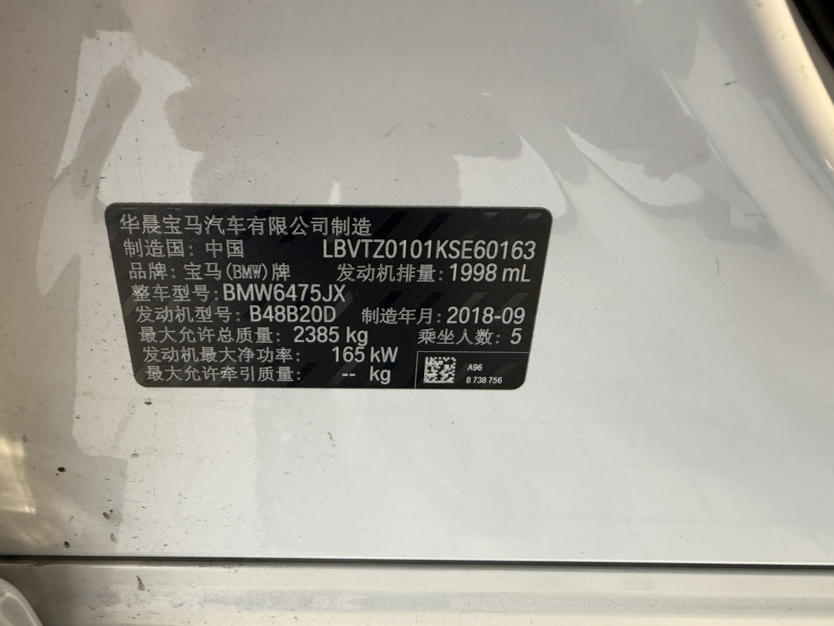 华晨宝马汽车有限公司制造
制造国: 中国 LBVTZ0101KSE60163
品牌: 宝马(BMW)牌 发动机排量: 1998 mL
整车型号: BMW6475JX
发动机型号: B48B20D 制造年月: 2018-09
最大允许总质量: 2385 kg 乘坐人数: 5
发动机最大净功率: 165 kW
最大允许牵引质量: -- kg
A96
8 738 756